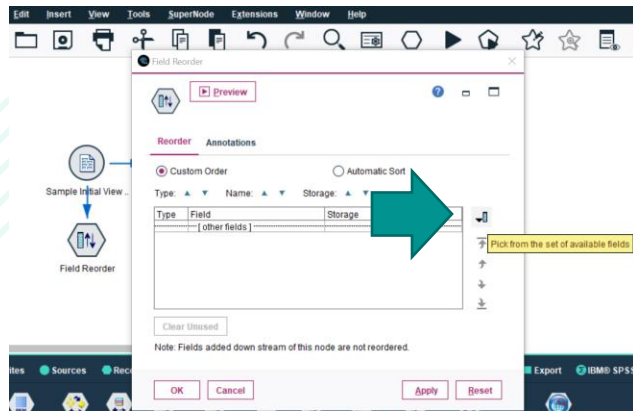 Edit Insert View Tools SuperNode Extensions Window Help
Field Reorder
Preview
Reorder Annotations
Custom Order Automatic Sort
Type: Name: Storage:
Type Field Storage
[ other fields ]
Pick from the set of available fields
Sample Initial View ..
Field Reorder
Clear Unused
Note: Fields added down stream of this node are not reordered.
OK Cancel Apply Reset
ites Sources Rec Export IBM® SPSS